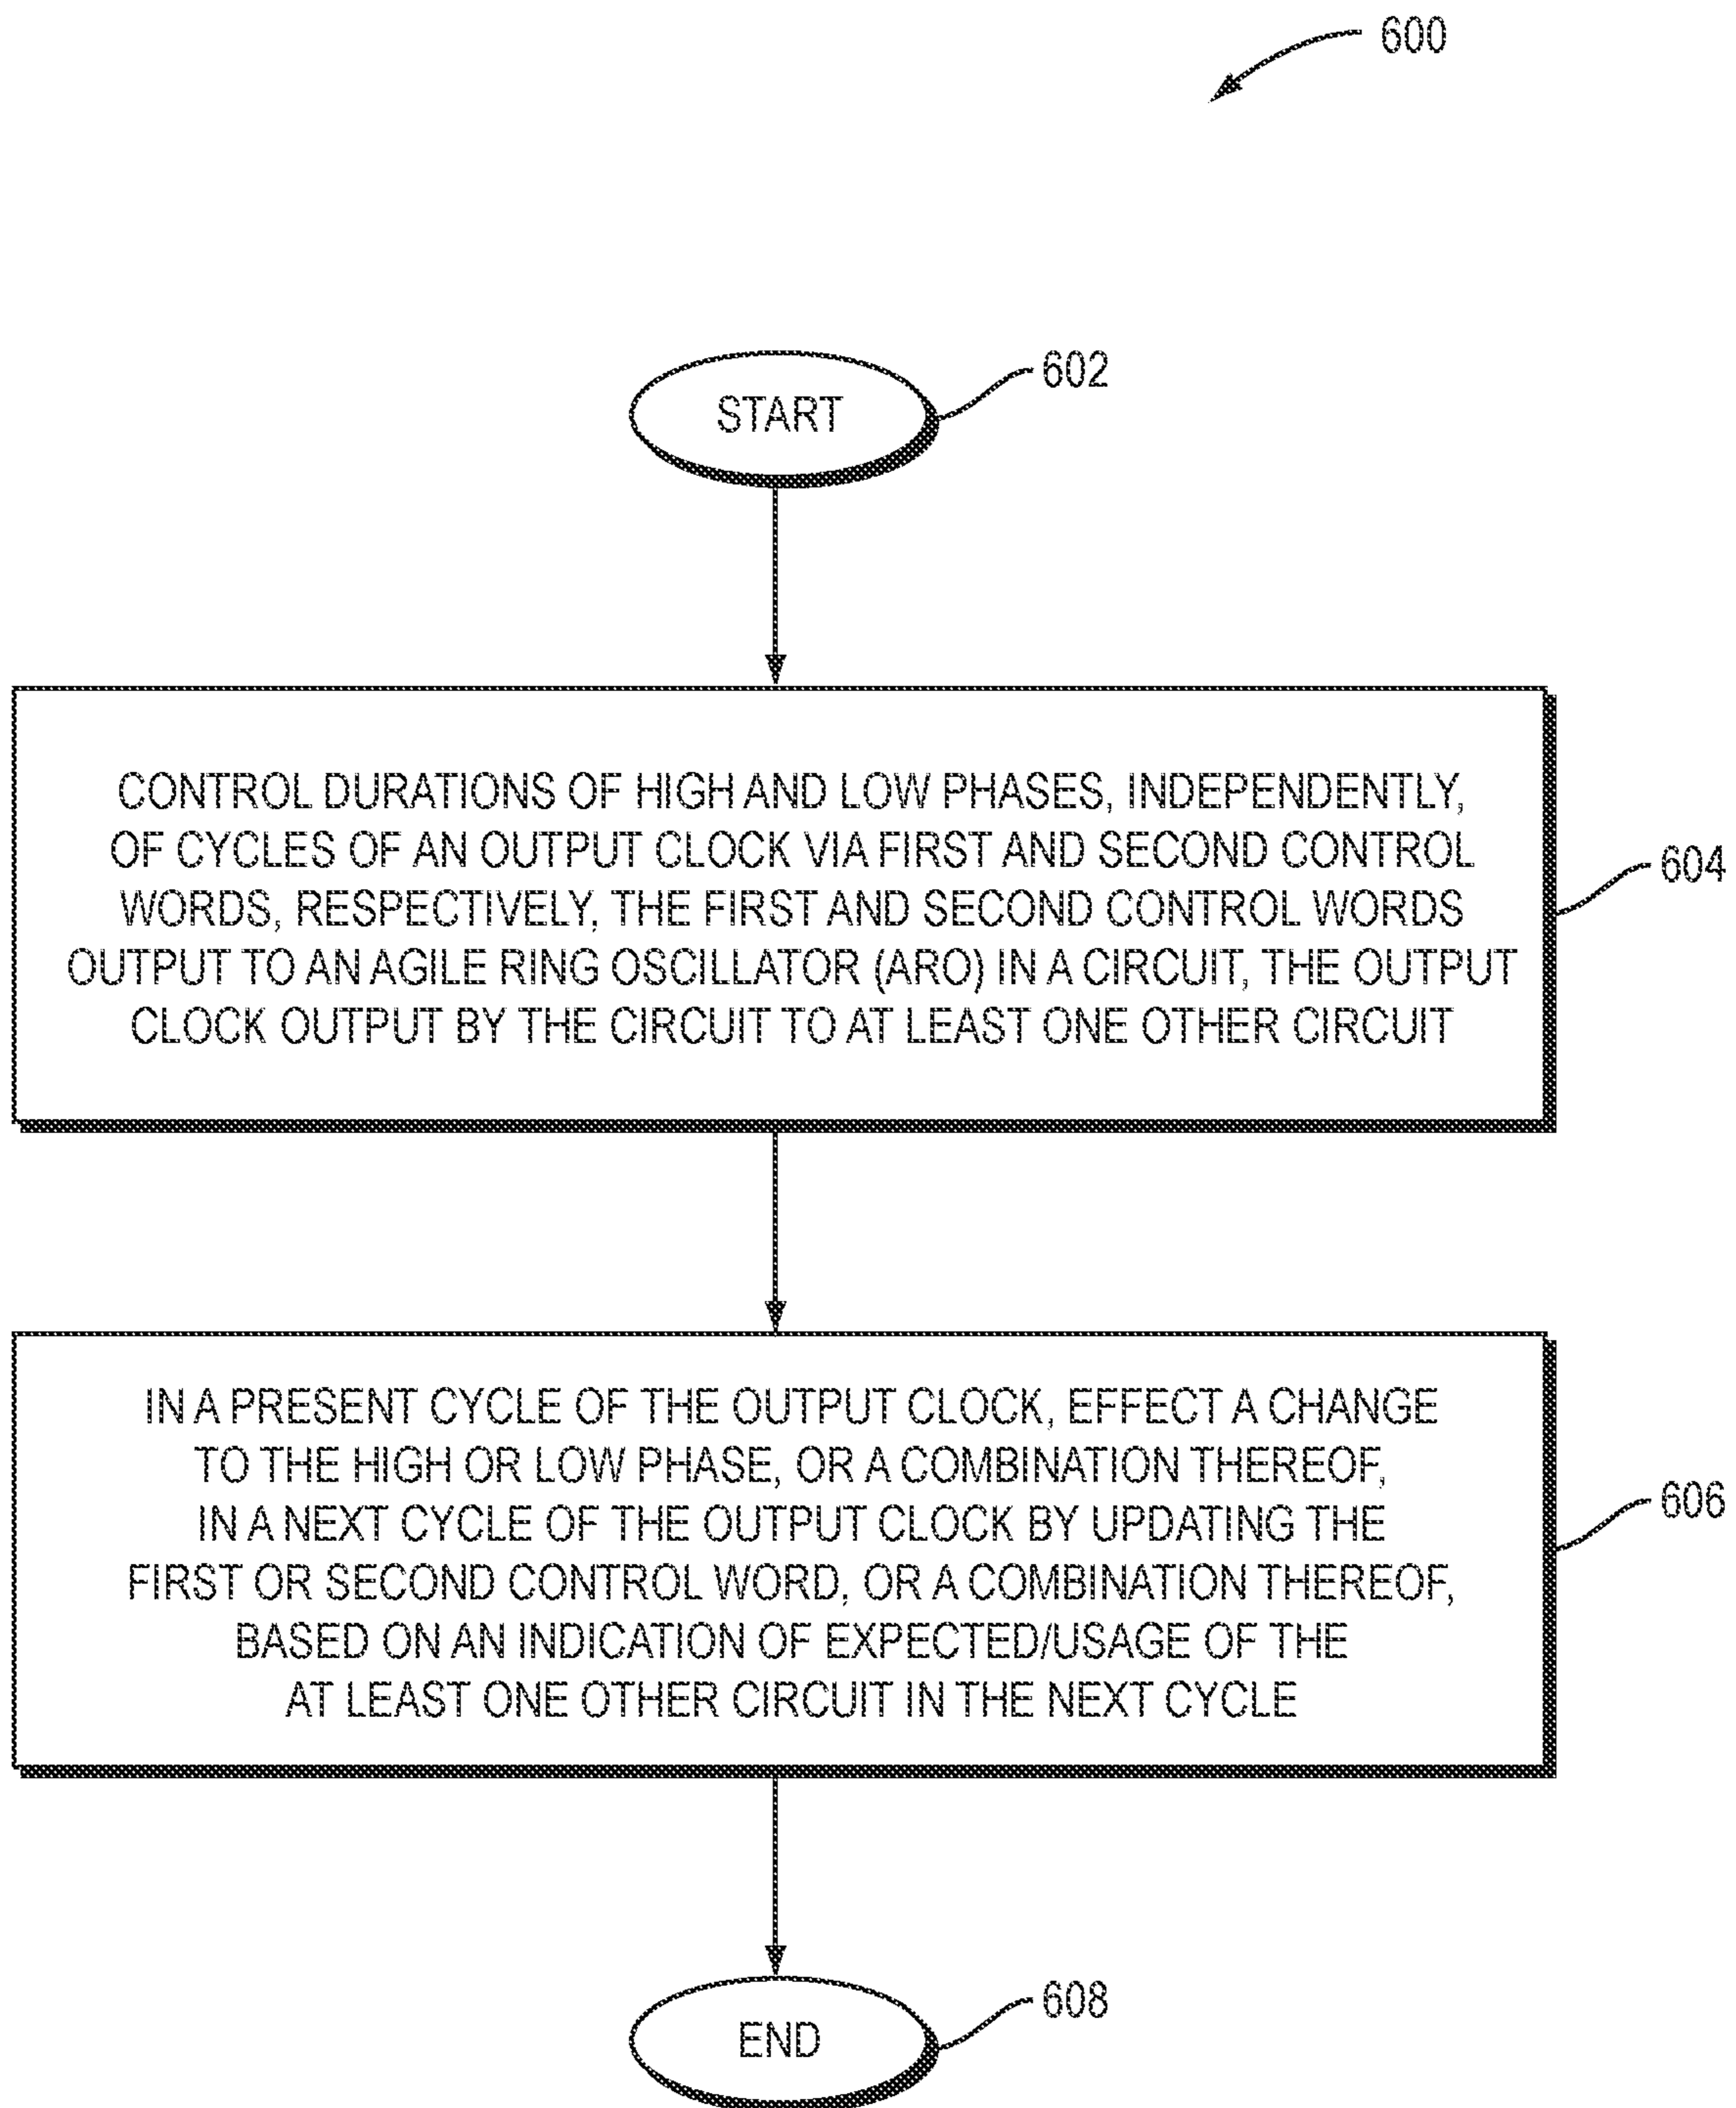 600
START
602
CONTROL DURATIONS OF HIGH AND LOW PHASES, INDEPENDENTLY,
OF CYCLES OF AN OUTPUT CLOCK VIA FIRST AND SECOND CONTROL
WORDS, RESPECTIVELY, THE FIRST AND SECOND CONTROL WORDS
OUTPUT TO AN AGILE RING OSCILLATOR (ARO) IN A CIRCUIT, THE OUTPUT
CLOCK OUTPUT BY THE CIRCUIT TO AT LEAST ONE OTHER CIRCUIT
604
IN A PRESENT CYCLE OF THE OUTPUT CLOCK, EFFECT A CHANGE
TO THE HIGH OR LOW PHASE, OR A COMBINATION THEREOF,
IN A NEXT CYCLE OF THE OUTPUT CLOCK BY UPDATING THE
FIRST OR SECOND CONTROL WORD, OR A COMBINATION THEREOF,
BASED ON AN INDICATION OF EXPECTED/USAGE OF THE
AT LEAST ONE OTHER CIRCUIT IN THE NEXT CYCLE
606
END
608